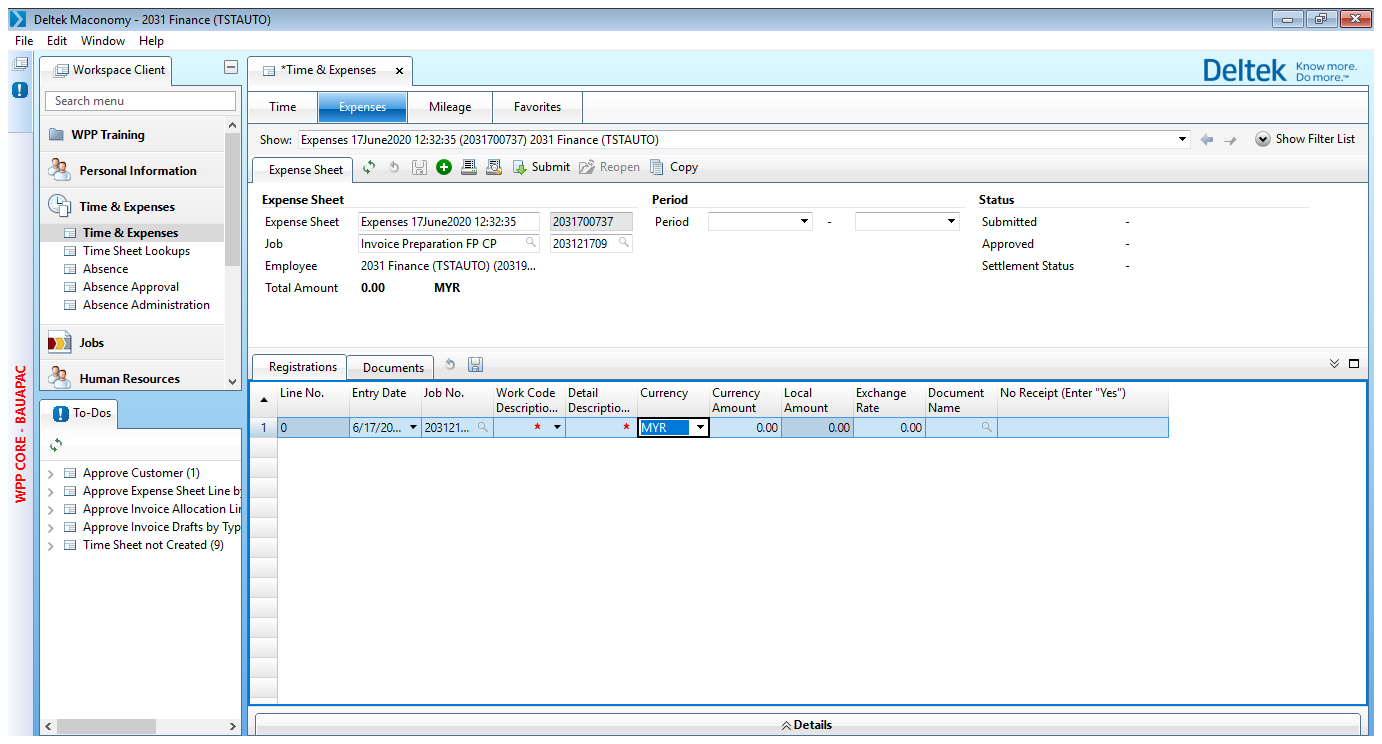 Deltek Maconomy - 2031 Finance (TSTAUTO)
File Edit Window Help
Workspace Client
*Time & Expenses x
Deltek Know more. Do more.™
Search menu
WPP Training
Personal Information
Time & Expenses
Time & Expenses
Time Sheet Lookups
Absence
Absence Approval
Absence Administration
Jobs
Human Resources
WPP CORE - BAUAPAC
To-Dos
Approve Customer (1)
Approve Expense Sheet Line b
Approve Invoice Allocation Li
Approve Invoice Drafts by Typ
Time Sheet not Created (9)
Time Expenses Mileage Favorites
Show: Expenses 17June2020 12:32:35 (2031700737) 2031 Finance (TSTAUTO) Show Filter List
Expense Sheet Submit Reopen Copy
Expense Sheet Period Status
Expense Sheet Expenses 17June2020 12:32:35 2031700737 Period - Submitted -
Job Invoice Preparation FP CP 203121709 Approved -
Employee 2031 Finance (TSTAUTO) (20319... Settlement Status -
Total Amount 0.00 MYR
Registrations Documents
Line No. Entry Date Job No. Work Code Detail Currency Currency Local Exchange Document No Receipt (Enter "Yes")
Descriptio... Descriptio... Amount Amount Rate Name
1 0 6/17/20... 203121... * * MYR 0.00 0.00 0.00
Details